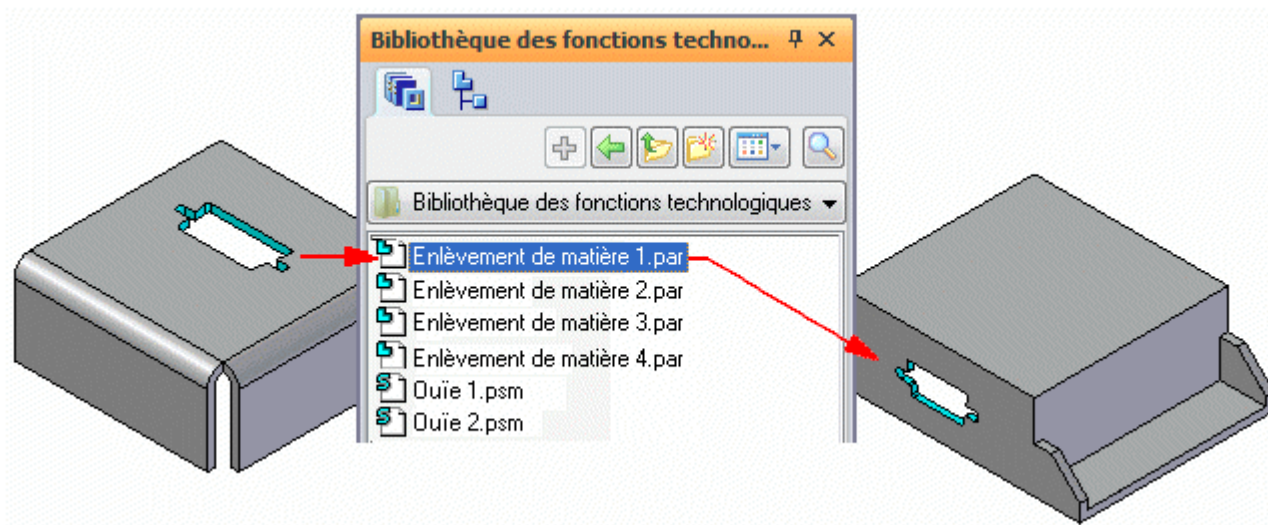 Bibliothèque des fonctions techno...
Bibliothèque des fonctions technologiques
Enlèvement de matière 1.par
Enlèvement de matière 2.par
Enlèvement de matière 3.par
Enlèvement de matière 4.par
Ouïe 1.psm
Ouïe 2.psm